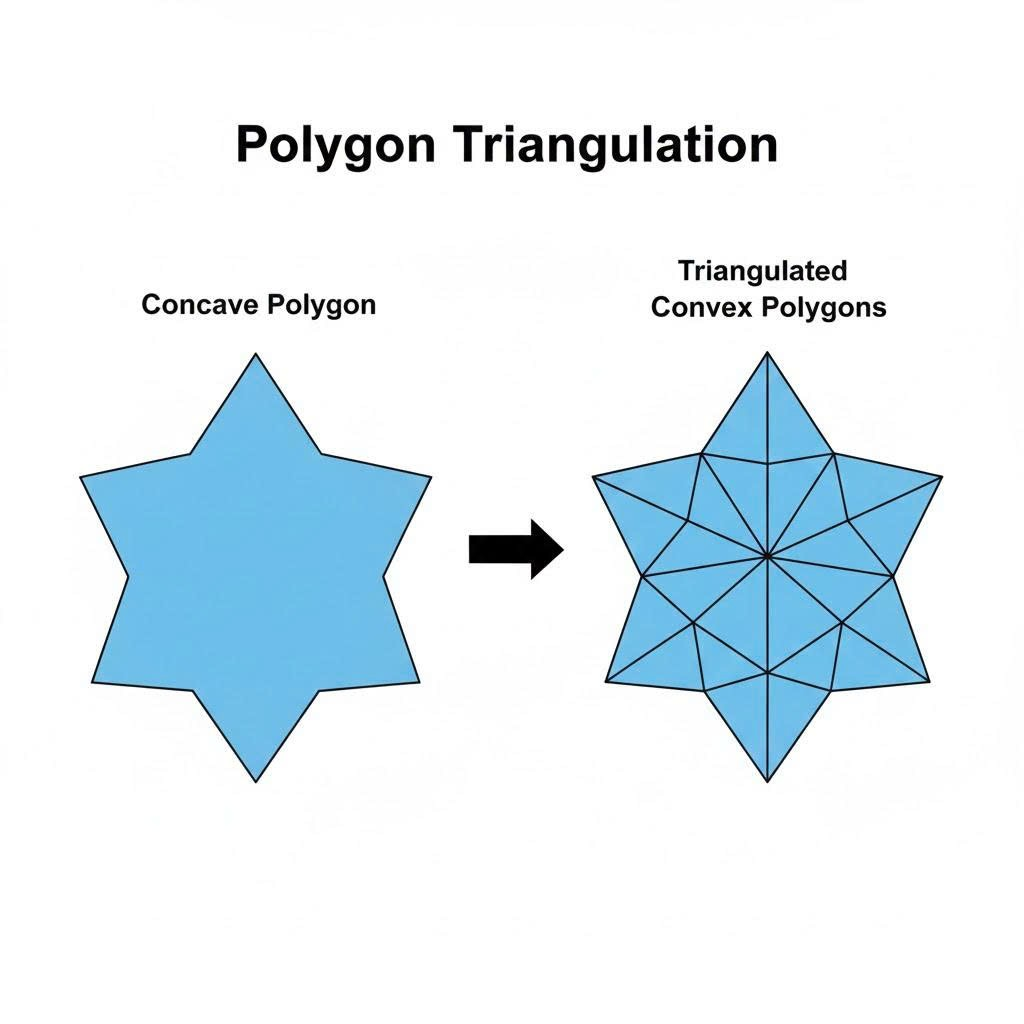 Polygon Triangulation
Concave Polygon
Triangulated
Convex Polygons